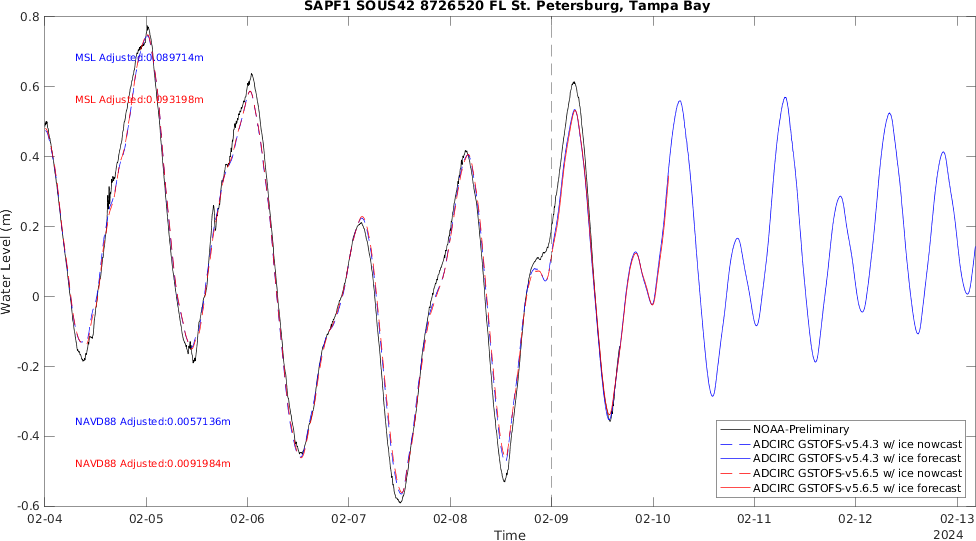 SAPF1 SOUS42 8726520 FL St. Petersburg, Tampa Bay
0.8
0.6
0.4
0.2
0
-0.2
-0.4
-0.6
Water Level (m)
MSL Adjusted:0.089714m
MSL Adjusted:0.093198m
NAVD88 Adjusted:0.0057136m
NAVD88 Adjusted:0.0091984m
NOAA-Preliminary
ADCIRC GSTOFS-v5.4.3 w/ ice nowcast
ADCIRC GSTOFS-v5.4.3 w/ ice forecast
ADCIRC GSTOFS-v5.6.5 w/ ice nowcast
ADCIRC GSTOFS-v5.6.5 w/ ice forecast
02-04 02-05 02-06 02-07 02-08 02-09 02-10 02-11 02-12 02-13
Time
2024